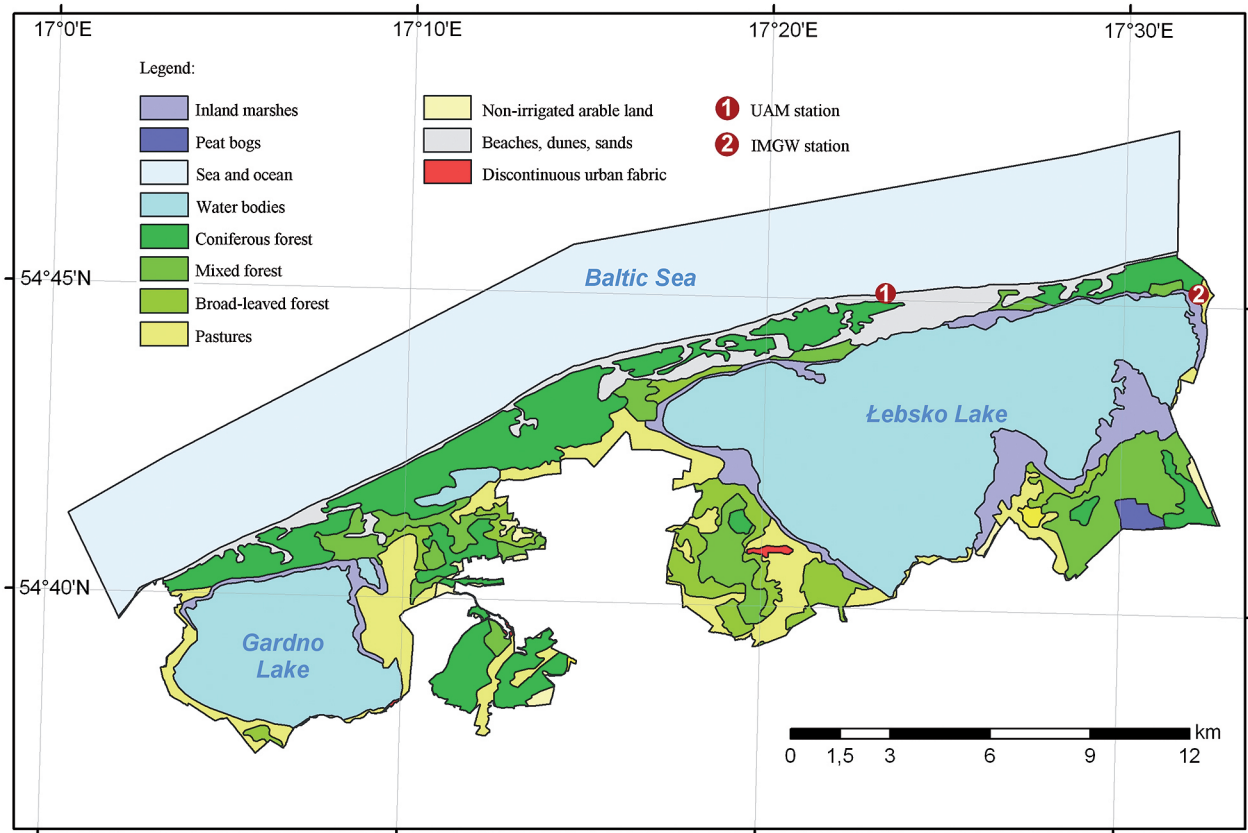 17°0'E 17°10'E 17°20'E 17°30'E
Legend:
Inland marshes
Peat bogs
Sea and ocean
Water bodies
Coniferous forest
Mixed forest
Broad-leaved forest
Pastures
Non-irrigated arable land
Beaches, dunes, sands
Discontinuous urban fabric
1 UAM station
2 IMGW station
54°45'N
Baltic Sea
1
2
Łebsko Lake
54°40'N
Gardno
Lake
km
0 1,5 3 6 9 12